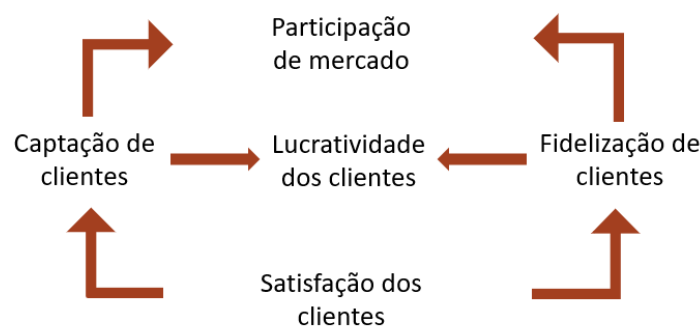 Participação
de mercado
Captação de
clientes
Lucratividade
dos clientes
Fidelização de
clientes
Satisfação dos
clientes